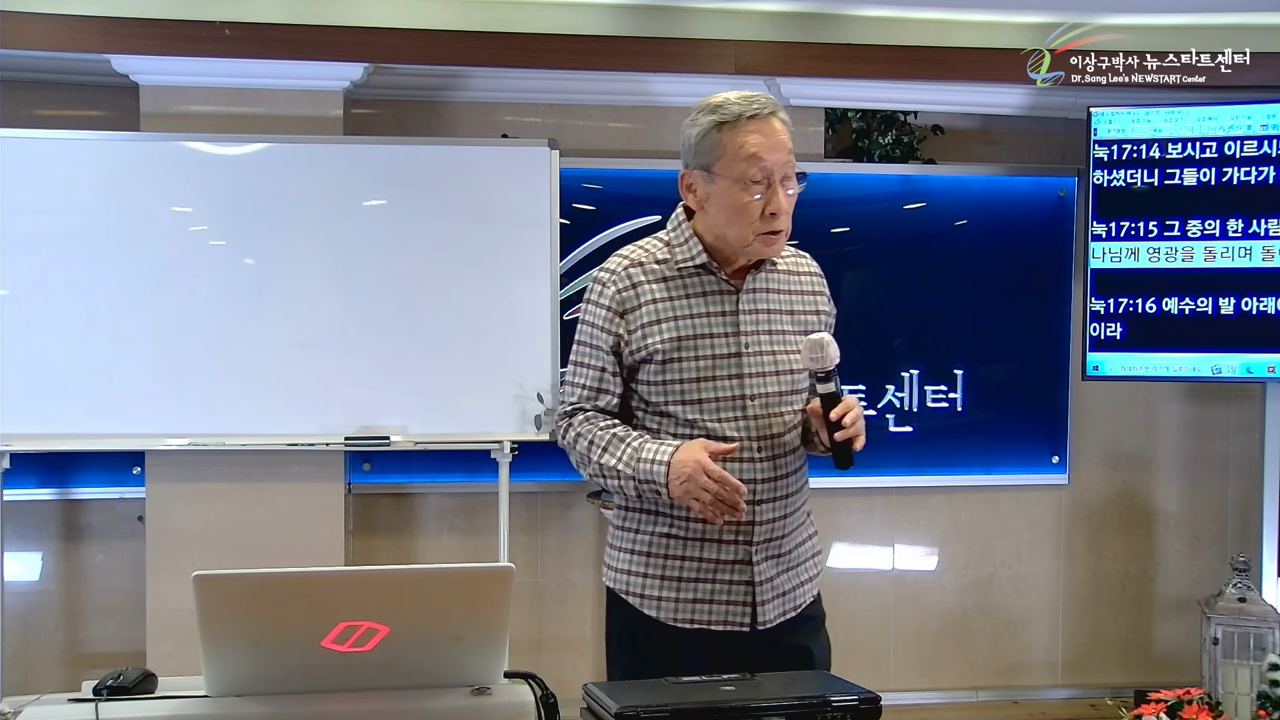 이상구박사 뉴스타트센터
Dr. Sang Lee's NEWSTART Center
눅17:14 보시고 이르시
하셨더니 그들이 가다가
눅17:15 그 중의 한 사람
나님께 영광을 돌리며 돌
눅17:16 예수의 발 아래
이라
트센터